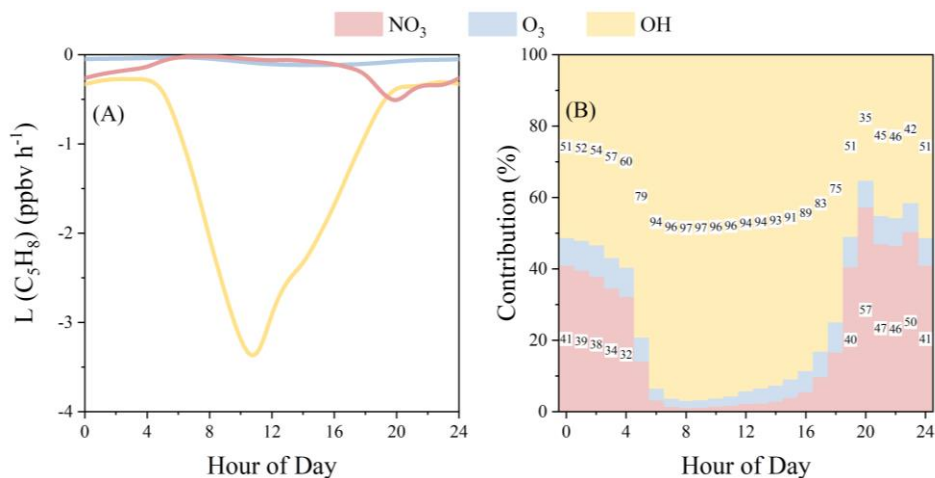 NO₃ O₃ OH
(A)
L (C₅H₈) (ppbv h⁻¹)
0
-1
-2
-3
-4
0 4 8 12 16 20 24
Hour of Day
(B)
Contribution (%)
100
80
60
40
20
0
51 52 54 57 60 79 94 96 97 97 96 96 94 94 93 91 89 83 75 51 35 45 46 42 51
41 39 38 34 32 40 57 47 46 50 41
0 4 8 12 16 20 24
Hour of Day